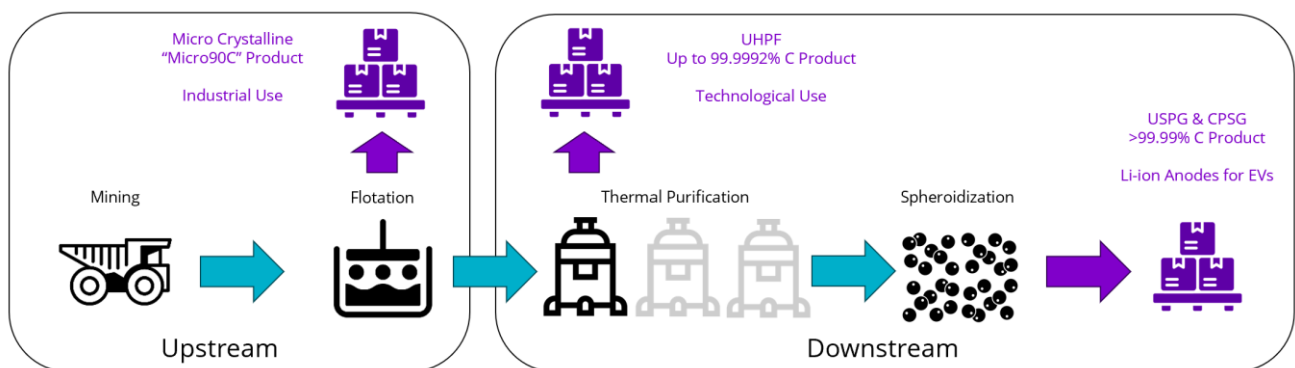 Micro Crystalline
“Micro90C” Product
Industrial Use
UHPF
Up to 99.9992% C Product
Technological Use
USPG & CPSG
>99.99% C Product
Li-ion Anodes for EVs
Mining
Flotation
Thermal Purification
Spheroidization
Upstream
Downstream